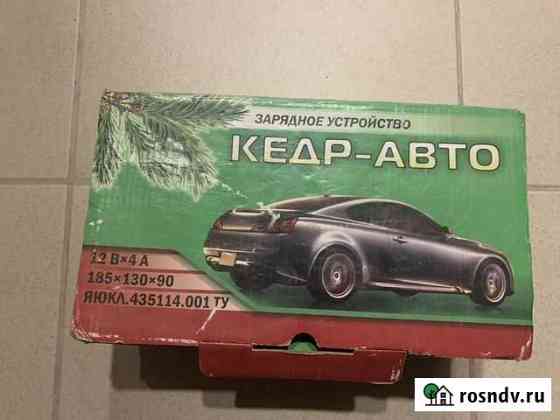 ЗАРЯДНОЕ УСТРОЙСТВО
КЕДР-АВТО
12 В×4 А
185×130×90
ЯЮКЛ.435114.001 ТУ
rosndv.ru